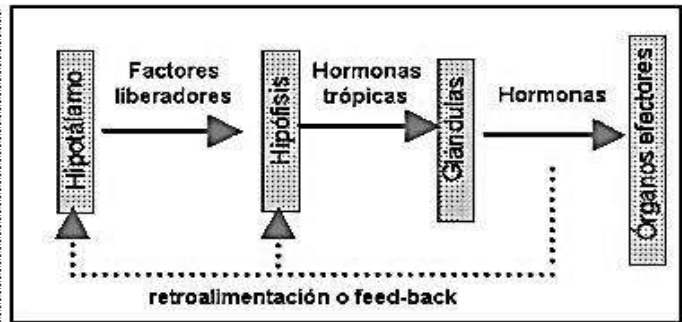 Hipotálamo
Factores
liberadores
Hipófisis
Hormonas
trópicas
Glándulas
Hormonas
Órganos efectores
retroalimentación o feed-back